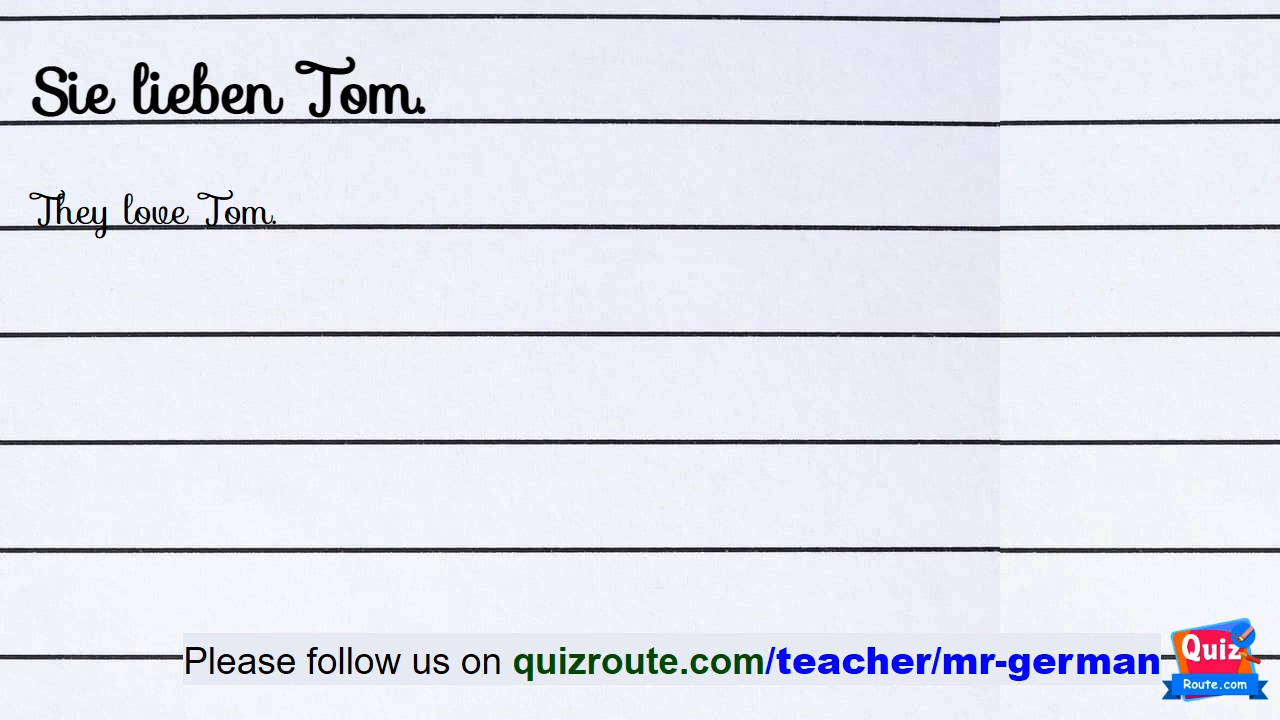 Sie lieben Tom.
They love Tom.
Please follow us on quizroute.com/teacher/mr-german
Quiz
Route.com